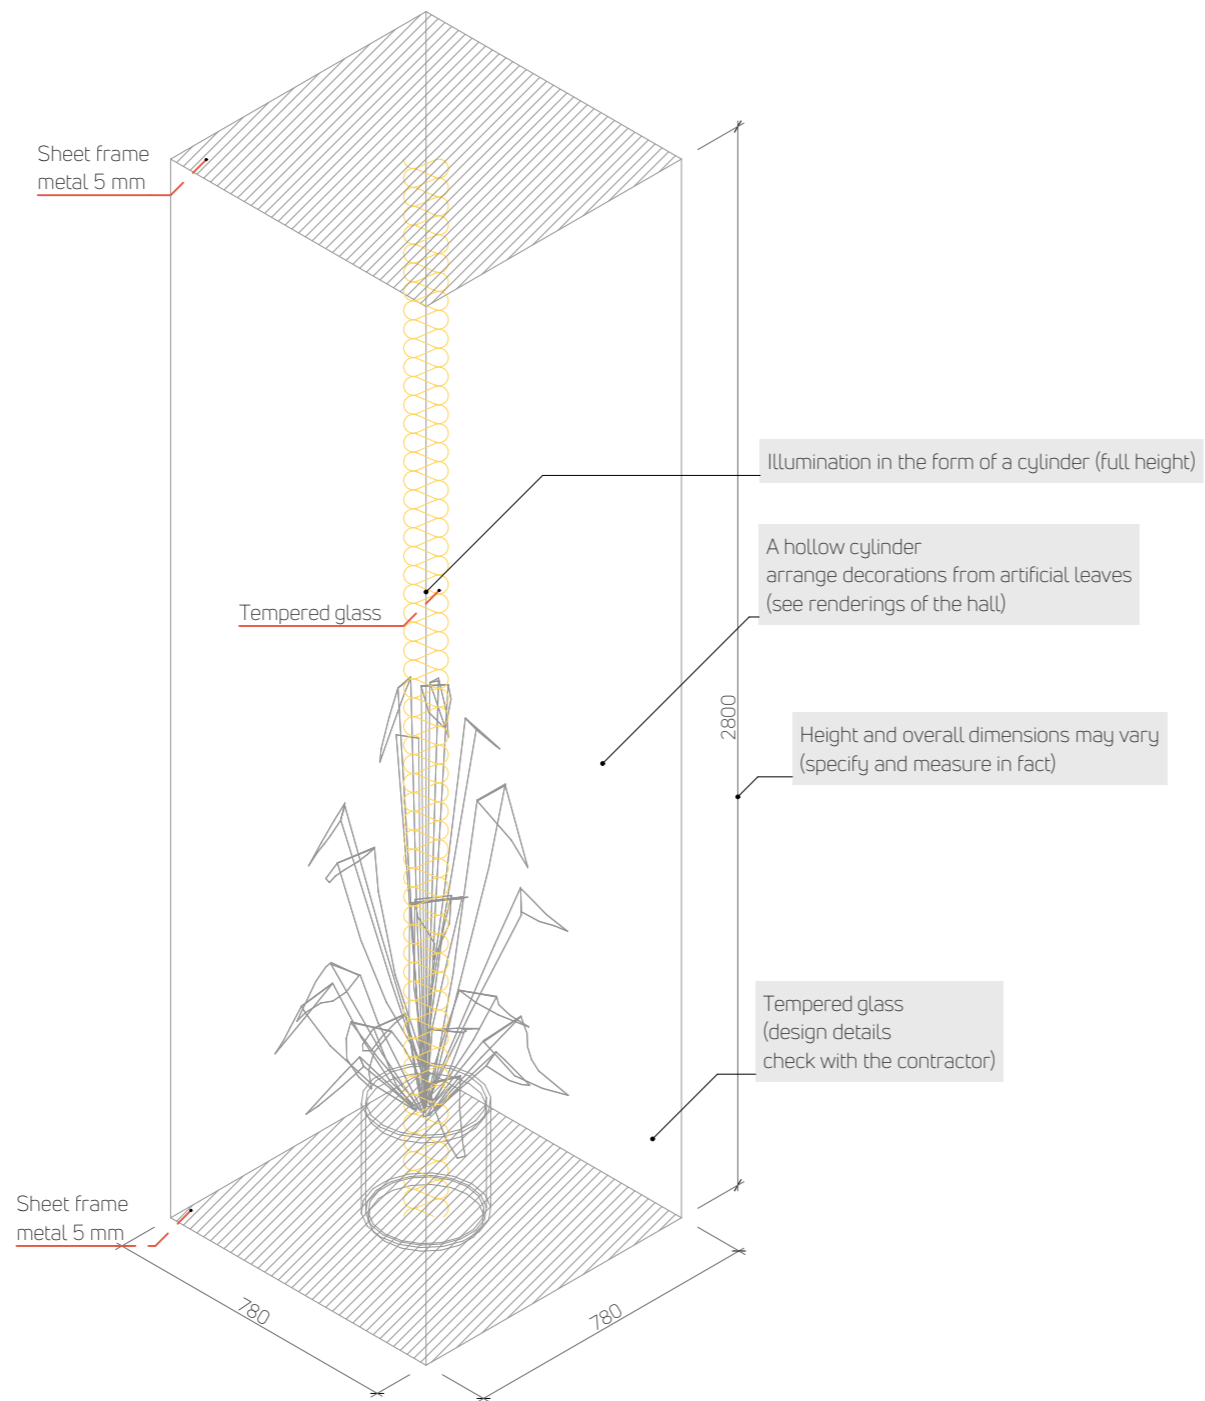 Sheet frame
metal 5 mm
Illumination in the form of a cylinder (full height)
A hollow cylinder
arrange decorations from artificial leaves
(see renderings of the hall)
Tempered glass
2800
Height and overall dimensions may vary
(specify and measure in fact)
Tempered glass
(design details
check with the contractor)
Sheet frame
metal 5 mm
780
780